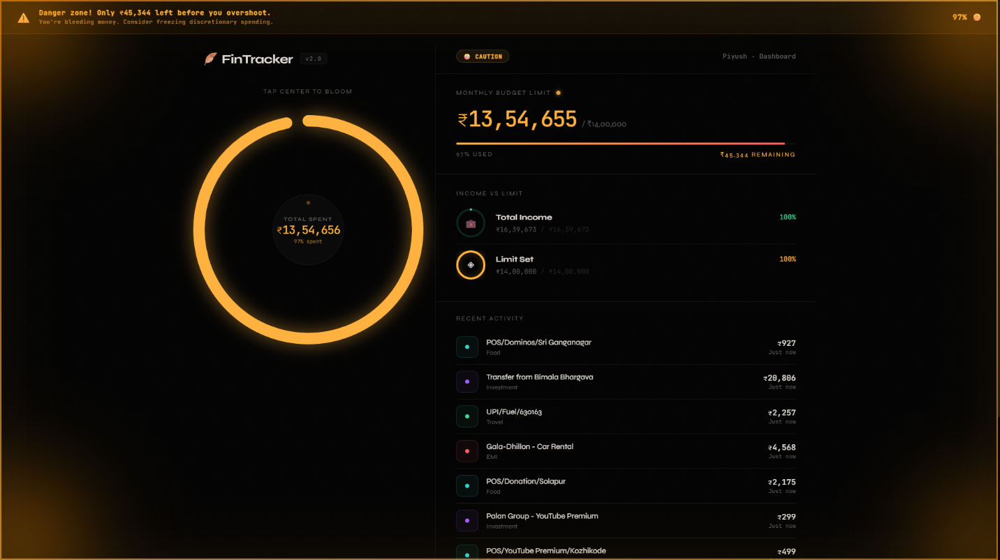 Danger zone! Only ₹45,344 left before you overshoot.
You're bleeding money. Consider freezing discretionary spending.
97%
FinTracker v2.0
TAP CENTER TO BLOOM
TOTAL SPENT
₹13,54,656
97% spent
CAUTION
Piyush · Dashboard
MONTHLY BUDGET LIMIT
₹13,54,655 / ₹14,00,000
97% USED
₹45,344 REMAINING
INCOME VS LIMIT
Total Income
100%
₹16,39,673 / ₹16,39,673
Limit Set
100%
₹14,00,000 / ₹14,00,000
RECENT ACTIVITY
POS/Dominos/Sri Ganganagar
₹927
Food
Just now
Transfer from Bimala Bhargava
₹20,806
Investment
Just now
UPI/Fuel/630163
₹2,257
Travel
Just now
Gala-Dhillon - Car Rental
₹4,568
EMI
Just now
POS/Donation/Solapur
₹2,175
Food
Just now
Palan Group - YouTube Premium
₹299
Investment
Just now
POS/YouTube Premium/Kozhikode
₹499